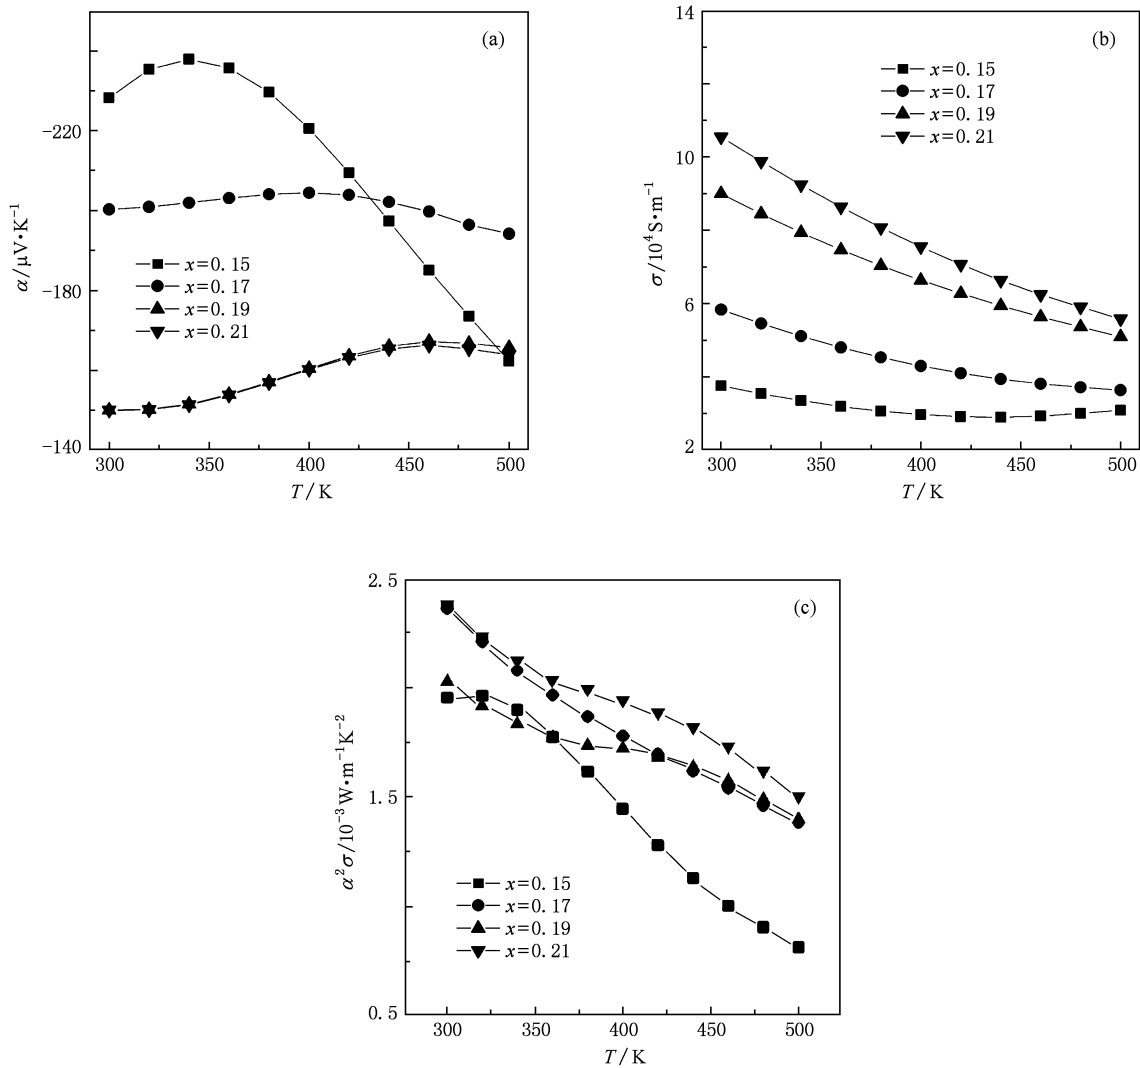 (a)
-220
-180
-140
α/μV•K⁻¹
x=0.15
x=0.17
x=0.19
x=0.21
300 350 400 450 500
T/K
(b)
14
10
6
2
σ/10⁴S•m⁻¹
x=0.15
x=0.17
x=0.19
x=0.21
300 350 400 450 500
T/K
(c)
2.5
1.5
0.5
α²σ/10⁻³W•m⁻¹K⁻²
x=0.15
x=0.17
x=0.19
x=0.21
300 350 400 450 500
T/K